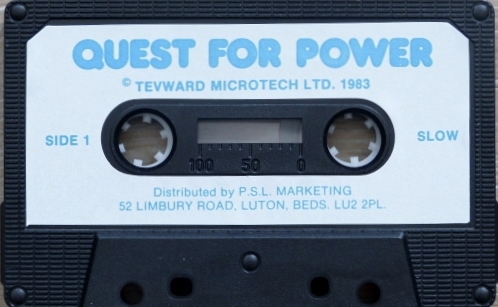 QUEST FOR POWER
© TEVWARD MICROTECH LTD. 1983
SIDE 1
SLOW
100 50 0
Distributed by P.S.L. MARKETING
52 LIMBURY ROAD, LUTON, BEDS. LU2 2PL.